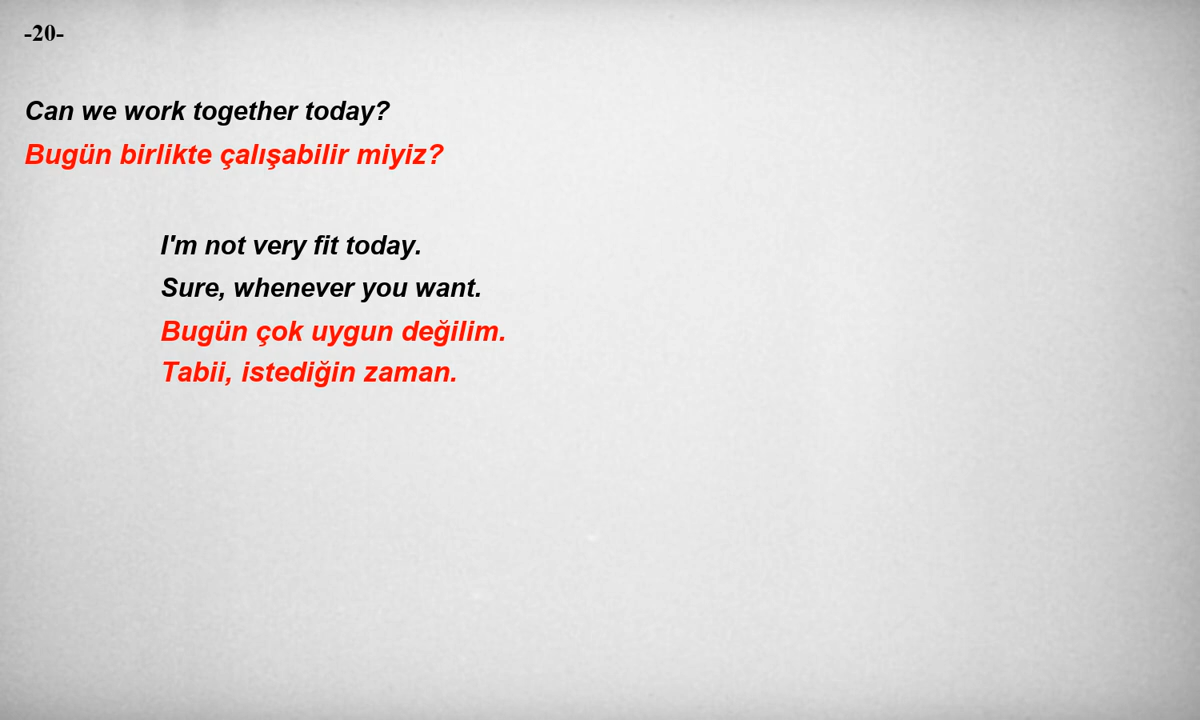 -20-
Can we work together today?
Bugün birlikte çalışabilir miyiz?
I'm not very fit today.
Sure, whenever you want.
Bugün çok uygun değilim.
Tabii, istediğin zaman.